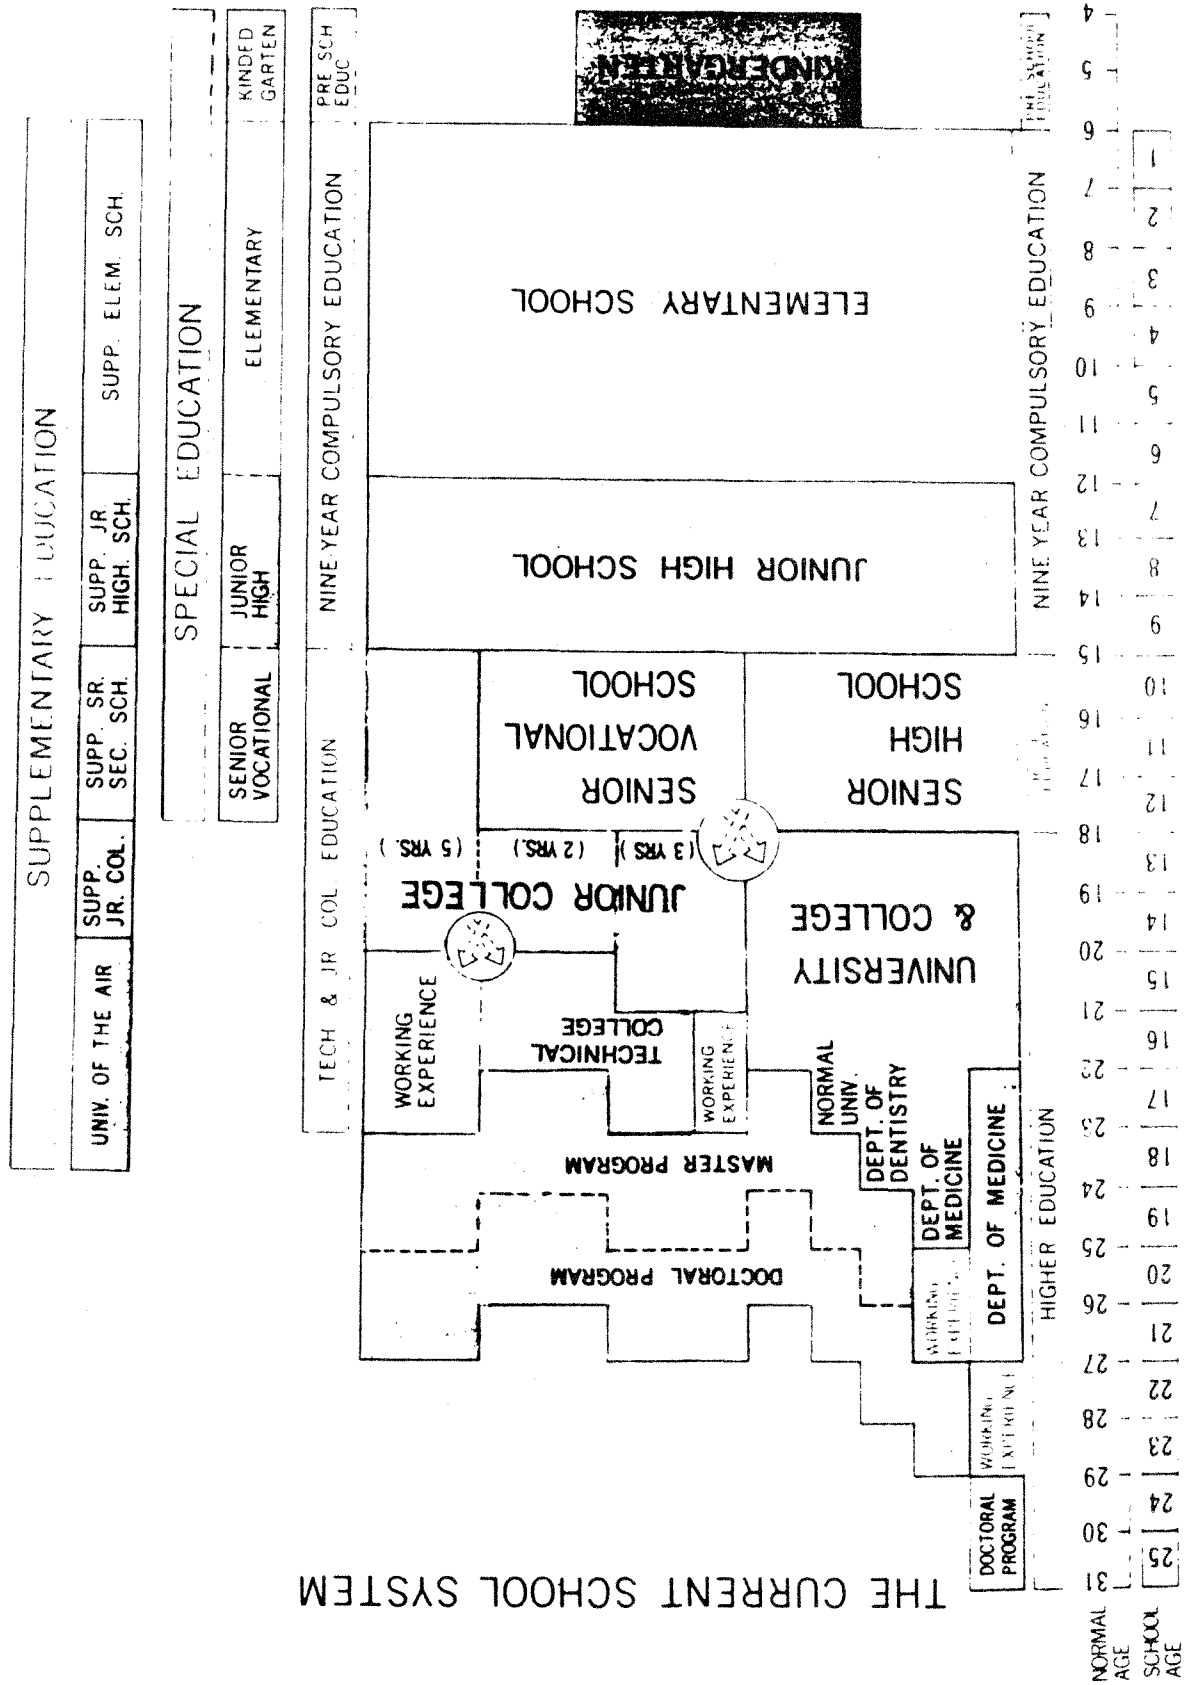 THE CURRENT SCHOOL SYSTEM
SCHOOL
AGE
NORMAL
AGE
25
24
23
22
21
20
19
18
17
16
15
14
13
12
11
10
9
8
7
6
5
4
3
2
1
31
30
29
28
27
26
25
24
23
22
21
20
19
18
17
16
15
14
13
12
11
10
9
8
7
6
5
4
HIGHER EDUCATION
NINE YEAR COMPULSORY EDUCATION
PRE SCHOOL
EDUCATION
DOCTORAL
PROGRAM
WORKING
EXPERIENCE
DEPT. OF MEDICINE
WORKING
DEPT. OF
MEDICINE
DEPT. OF
DENTISTRY
NORMAL
UNIV.
DOCTORAL PROGRAM
MASTER PROGRAM
WORKING
EXPERIENCE
TECHNICAL
COLLEGE
WORKING
EXPERIENCE
UNIVERSITY
& COLLEGE
JUNIOR COLLEGE
(3 YRS)
(2 YRS.)
(5 YRS.)
SENIOR
HIGH
SCHOOL
SENIOR
VOCATIONAL
SCHOOL
JUNIOR HIGH SCHOOL
ELEMENTARY SCHOOL
KINDERGARTEN
TECH & JR COL. EDUCATION
NINE YEAR COMPULSORY EDUCATION
PRE SCH
EDUC
SPECIAL EDUCATION
SENIOR
VOCATIONAL
JUNIOR
HIGH
ELEMENTARY
KINDED
GARTEN
SUPPLEMENTARY EDUCATION
UNIV. OF THE AIR
SUPP.
JR. COL.
SUPP. SR.
SEC. SCH.
SUPP. JR.
HIGH. SCH.
SUPP. ELEM. SCH.